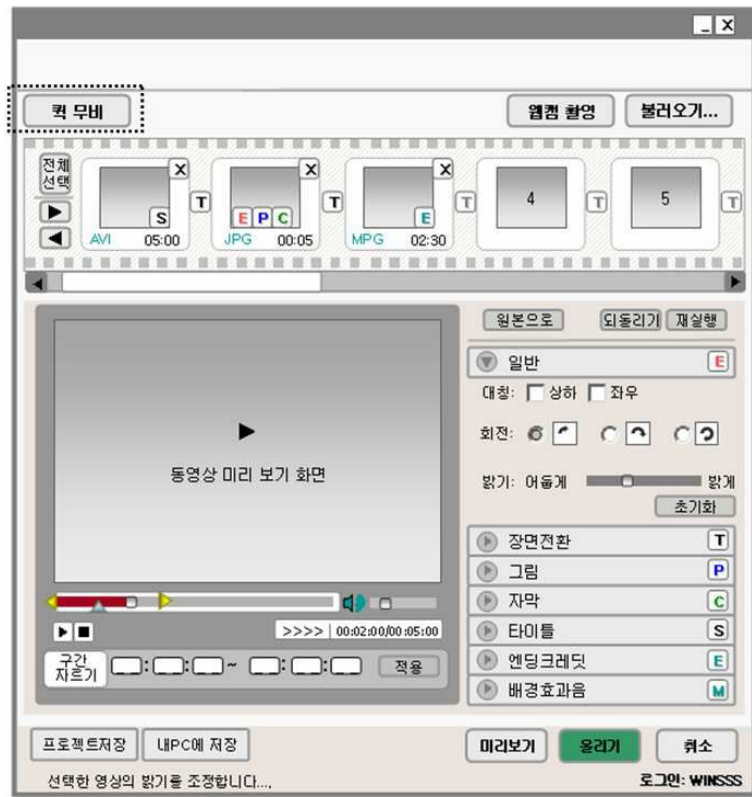 _ X
퀵 무비 웹캠 촬영 불러오기...
전체
선택
X X X
T T T T T
4 5
S E P C E
AVI 05:00 JPG 00:05 MPG 02:30
원본으로 되돌리기 재실행
일반 E
대칭: 상하 좌우
회전:
동영상 미리 보기 화면
밝기: 어둡게 밝게
초기화
장면전환 T
그림 P
자막 C
타이틀 S
엔딩크레딧 E
배경효과음 M
>>>> 00:02:00/00:05:00
구간
자르기 : : ~ : : 적용
프로젝트저장 내PC에 저장 미리보기 올리기 취소
선택한 영상의 밝기를 조정합니다...,
로그인: WINSSS